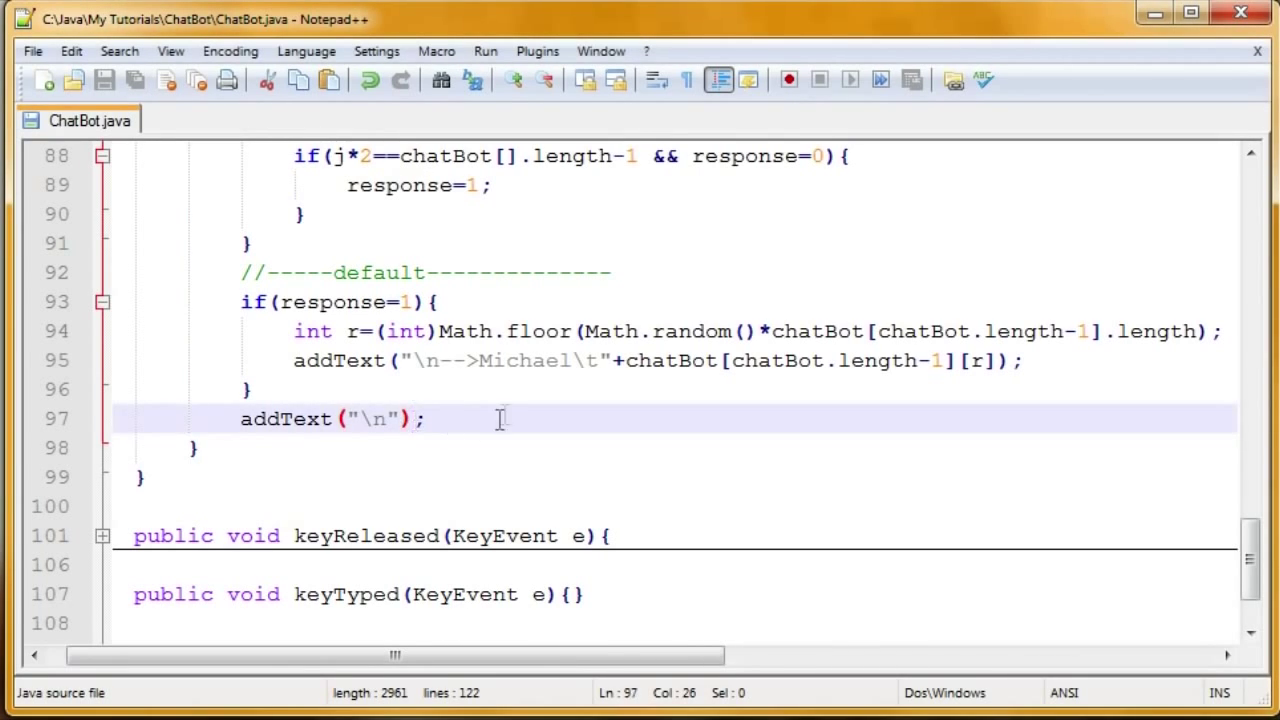 C:\Java\My Tutorials\ChatBot\ChatBot.java - Notepad++
File Edit Search View Encoding Language Settings Macro Run Plugins Window ? X
ChatBot.java
88 if(j*2==chatBot[].length-1 && response=0){
89 response=1;
90 }
91 }
92 //-----default--------------
93 if(response=1){
94 int r=(int)Math.floor(Math.random()*chatBot[chatBot.length-1].length);
95 addText("\n-->Michael\t"+chatBot[chatBot.length-1][r]);
96 }
97 addText("\n");
98 }
99 }
100
101 public void keyReleased(KeyEvent e){
106
107 public void keyTyped(KeyEvent e){}
108
Java source file length : 2961 lines : 122 Ln : 97 Col : 26 Sel : 0 Dos\Windows ANSI INS